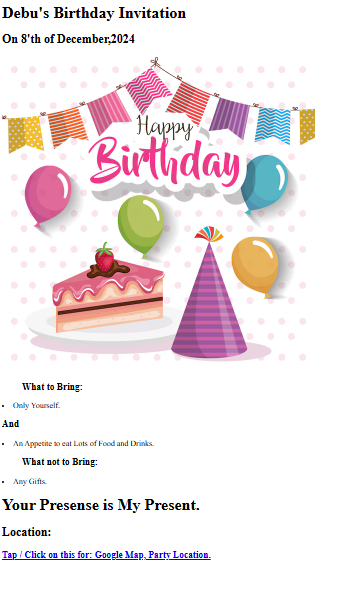 Debu's Birthday Invitation
On 8'th of December,2024
Happy
Birthday
What to Bring:
• Only Yourself.
And
• An Appetite to eat Lots of Food and Drinks.
What not to Bring:
• Any Gifts.
Your Presense is My Present.
Location:
Tap / Click on this for: Google Map, Party Location.